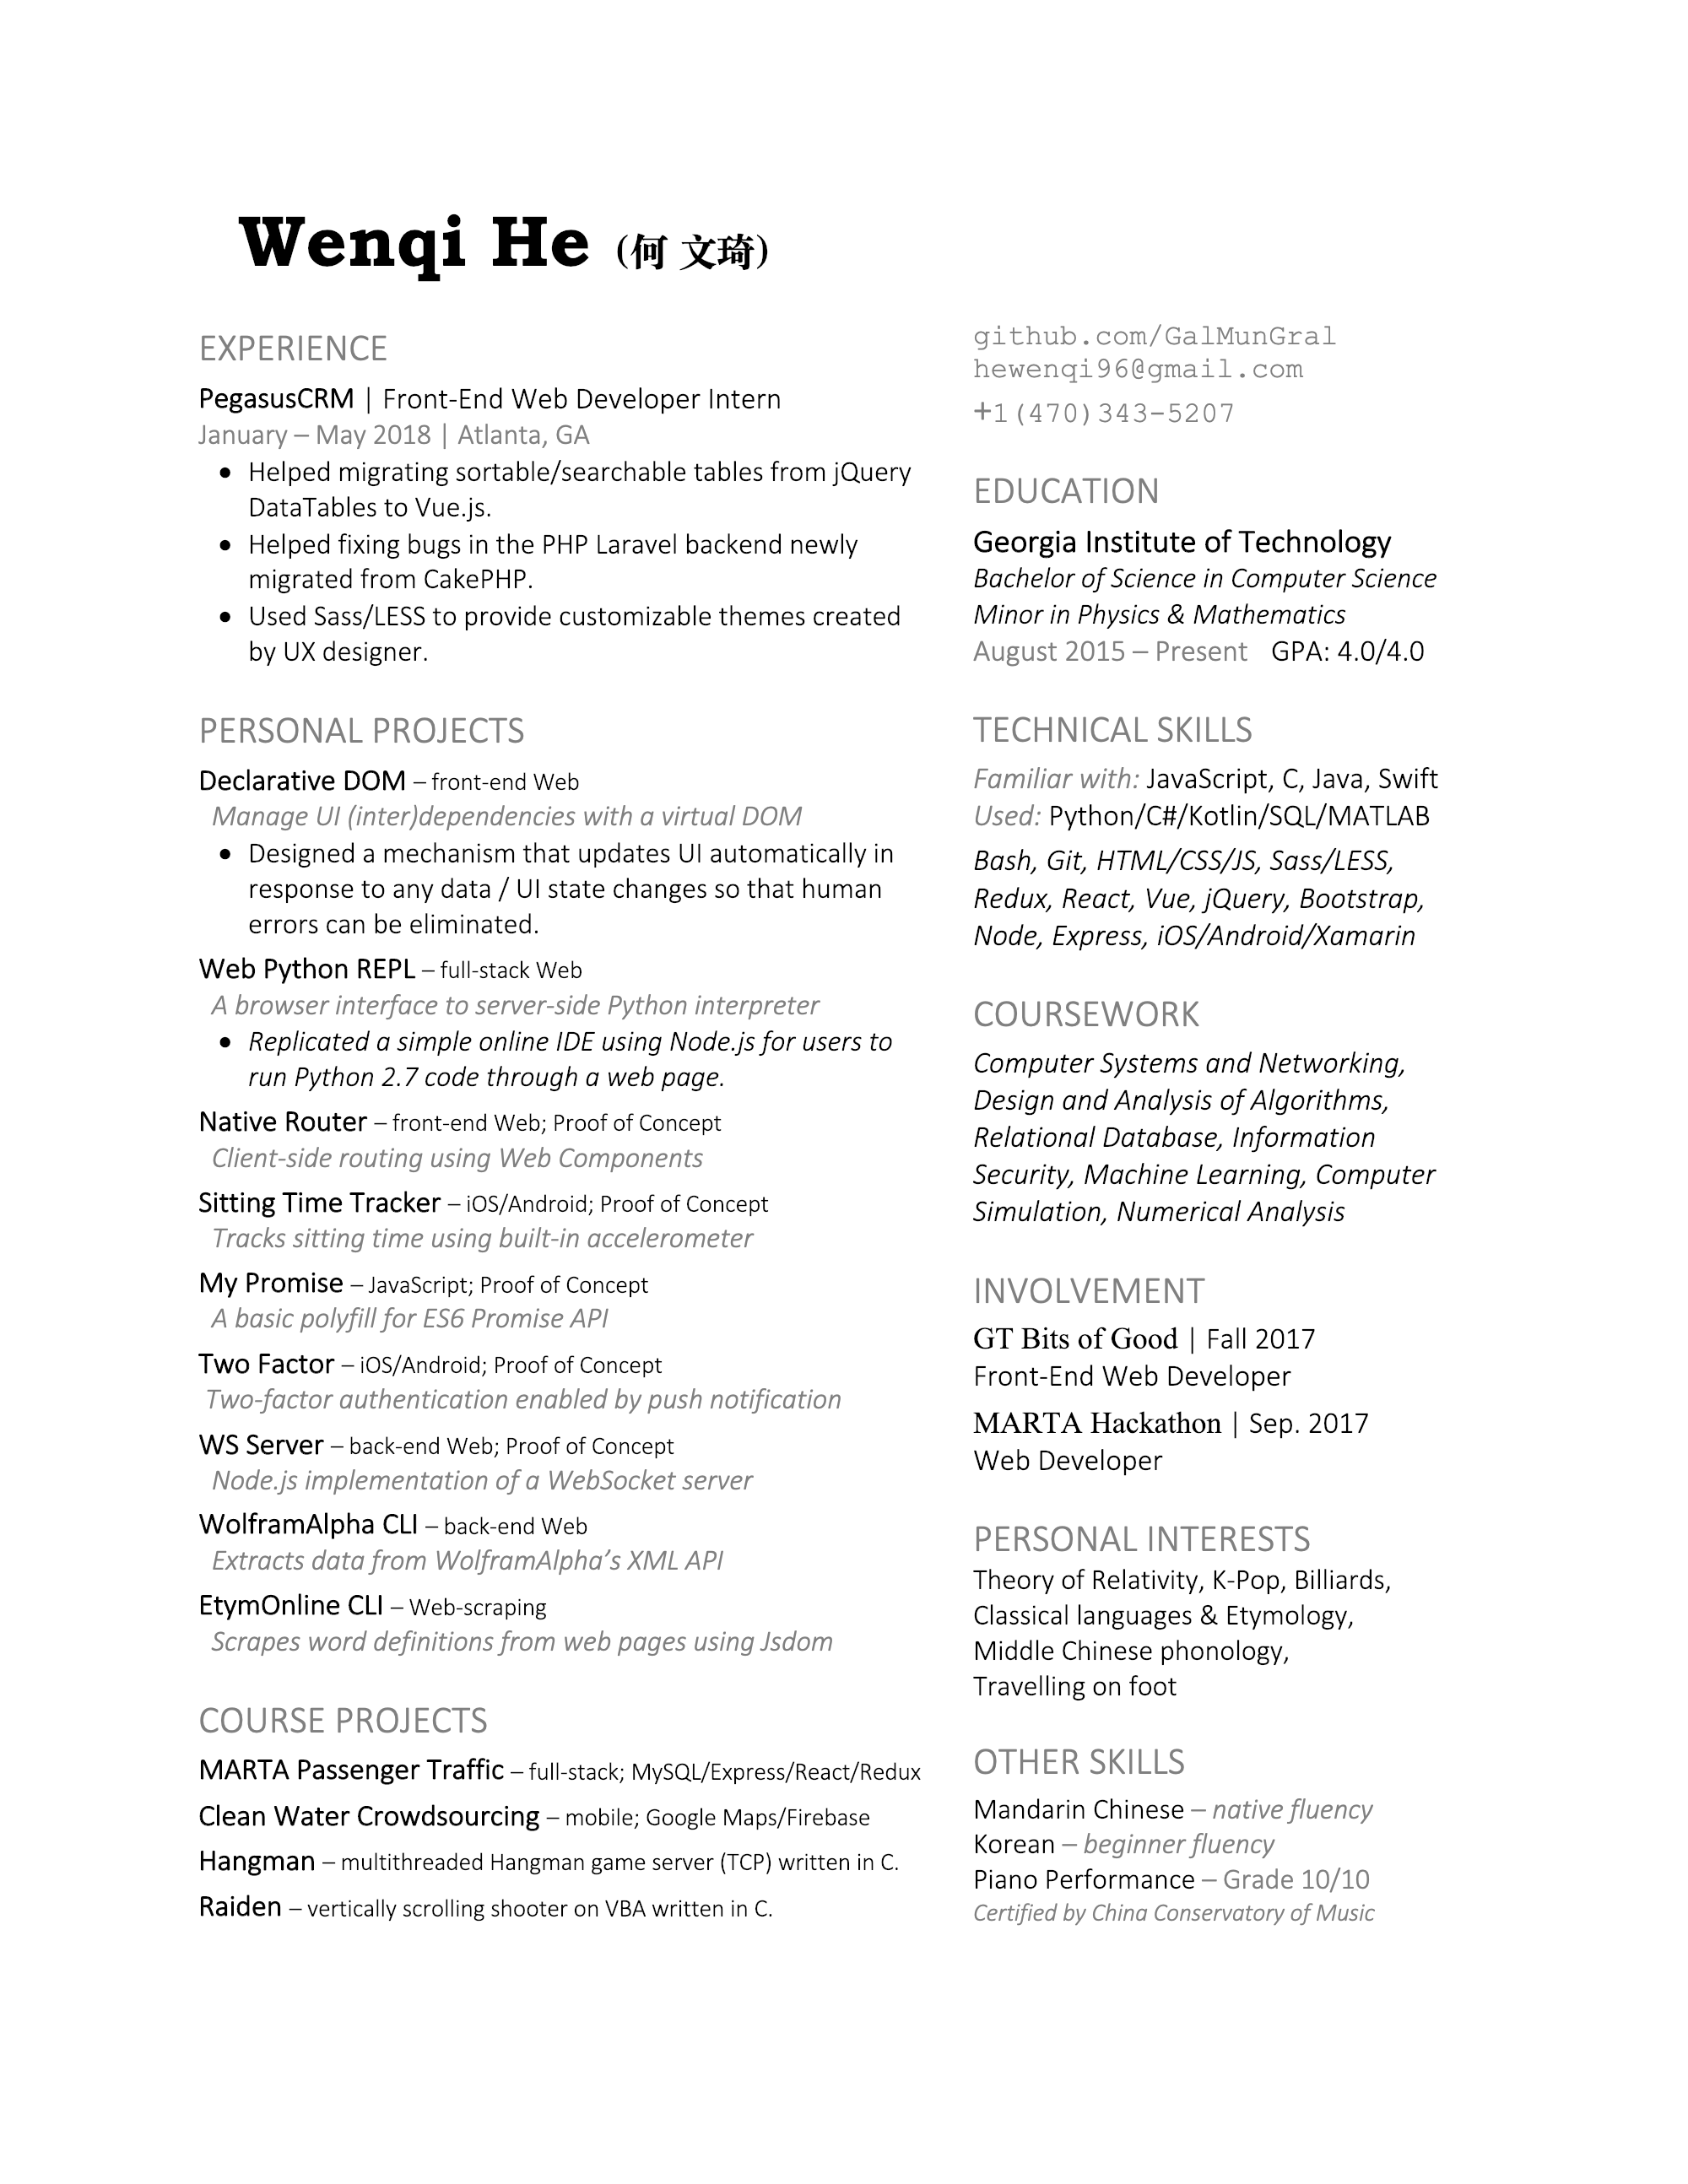 Wenqi He (何 文琦)
EXPERIENCE
PegasusCRM | Front-End Web Developer Intern
January – May 2018 | Atlanta, GA
• Helped migrating sortable/searchable tables from jQuery
DataTables to Vue.js.
• Helped fixing bugs in the PHP Laravel backend newly
migrated from CakePHP.
• Used Sass/LESS to provide customizable themes created
by UX designer.
PERSONAL PROJECTS
Declarative DOM – front-end Web
Manage UI (inter)dependencies with a virtual DOM
• Designed a mechanism that updates UI automatically in
response to any data / UI state changes so that human
errors can be eliminated.
Web Python REPL – full-stack Web
A browser interface to server-side Python interpreter
• Replicated a simple online IDE using Node.js for users to
run Python 2.7 code through a web page.
Native Router – front-end Web; Proof of Concept
Client-side routing using Web Components
Sitting Time Tracker – iOS/Android; Proof of Concept
Tracks sitting time using built-in accelerometer
My Promise – JavaScript; Proof of Concept
A basic polyfill for ES6 Promise API
Two Factor – iOS/Android; Proof of Concept
Two-factor authentication enabled by push notification
WS Server – back-end Web; Proof of Concept
Node.js implementation of a WebSocket server
WolframAlpha CLI – back-end Web
Extracts data from WolframAlpha’s XML API
EtymOnline CLI – Web-scraping
Scrapes word definitions from web pages using Jsdom
COURSE PROJECTS
MARTA Passenger Traffic – full-stack; MySQL/Express/React/Redux
Clean Water Crowdsourcing – mobile; Google Maps/Firebase
Hangman – multithreaded Hangman game server (TCP) written in C.
Raiden – vertically scrolling shooter on VBA written in C.
github.com/GalMunGral
hewenqi96@gmail.com
+1(470)343-5207
EDUCATION
Georgia Institute of Technology
Bachelor of Science in Computer Science
Minor in Physics & Mathematics
August 2015 – Present GPA: 4.0/4.0
TECHNICAL SKILLS
Familiar with: JavaScript, C, Java, Swift
Used: Python/C#/Kotlin/SQL/MATLAB
Bash, Git, HTML/CSS/JS, Sass/LESS,
Redux, React, Vue, jQuery, Bootstrap,
Node, Express, iOS/Android/Xamarin
COURSEWORK
Computer Systems and Networking,
Design and Analysis of Algorithms,
Relational Database, Information
Security, Machine Learning, Computer
Simulation, Numerical Analysis
INVOLVEMENT
GT Bits of Good | Fall 2017
Front-End Web Developer
MARTA Hackathon | Sep. 2017
Web Developer
PERSONAL INTERESTS
Theory of Relativity, K-Pop, Billiards,
Classical languages & Etymology,
Middle Chinese phonology,
Travelling on foot
OTHER SKILLS
Mandarin Chinese – native fluency
Korean – beginner fluency
Piano Performance – Grade 10/10
Certified by China Conservatory of Music